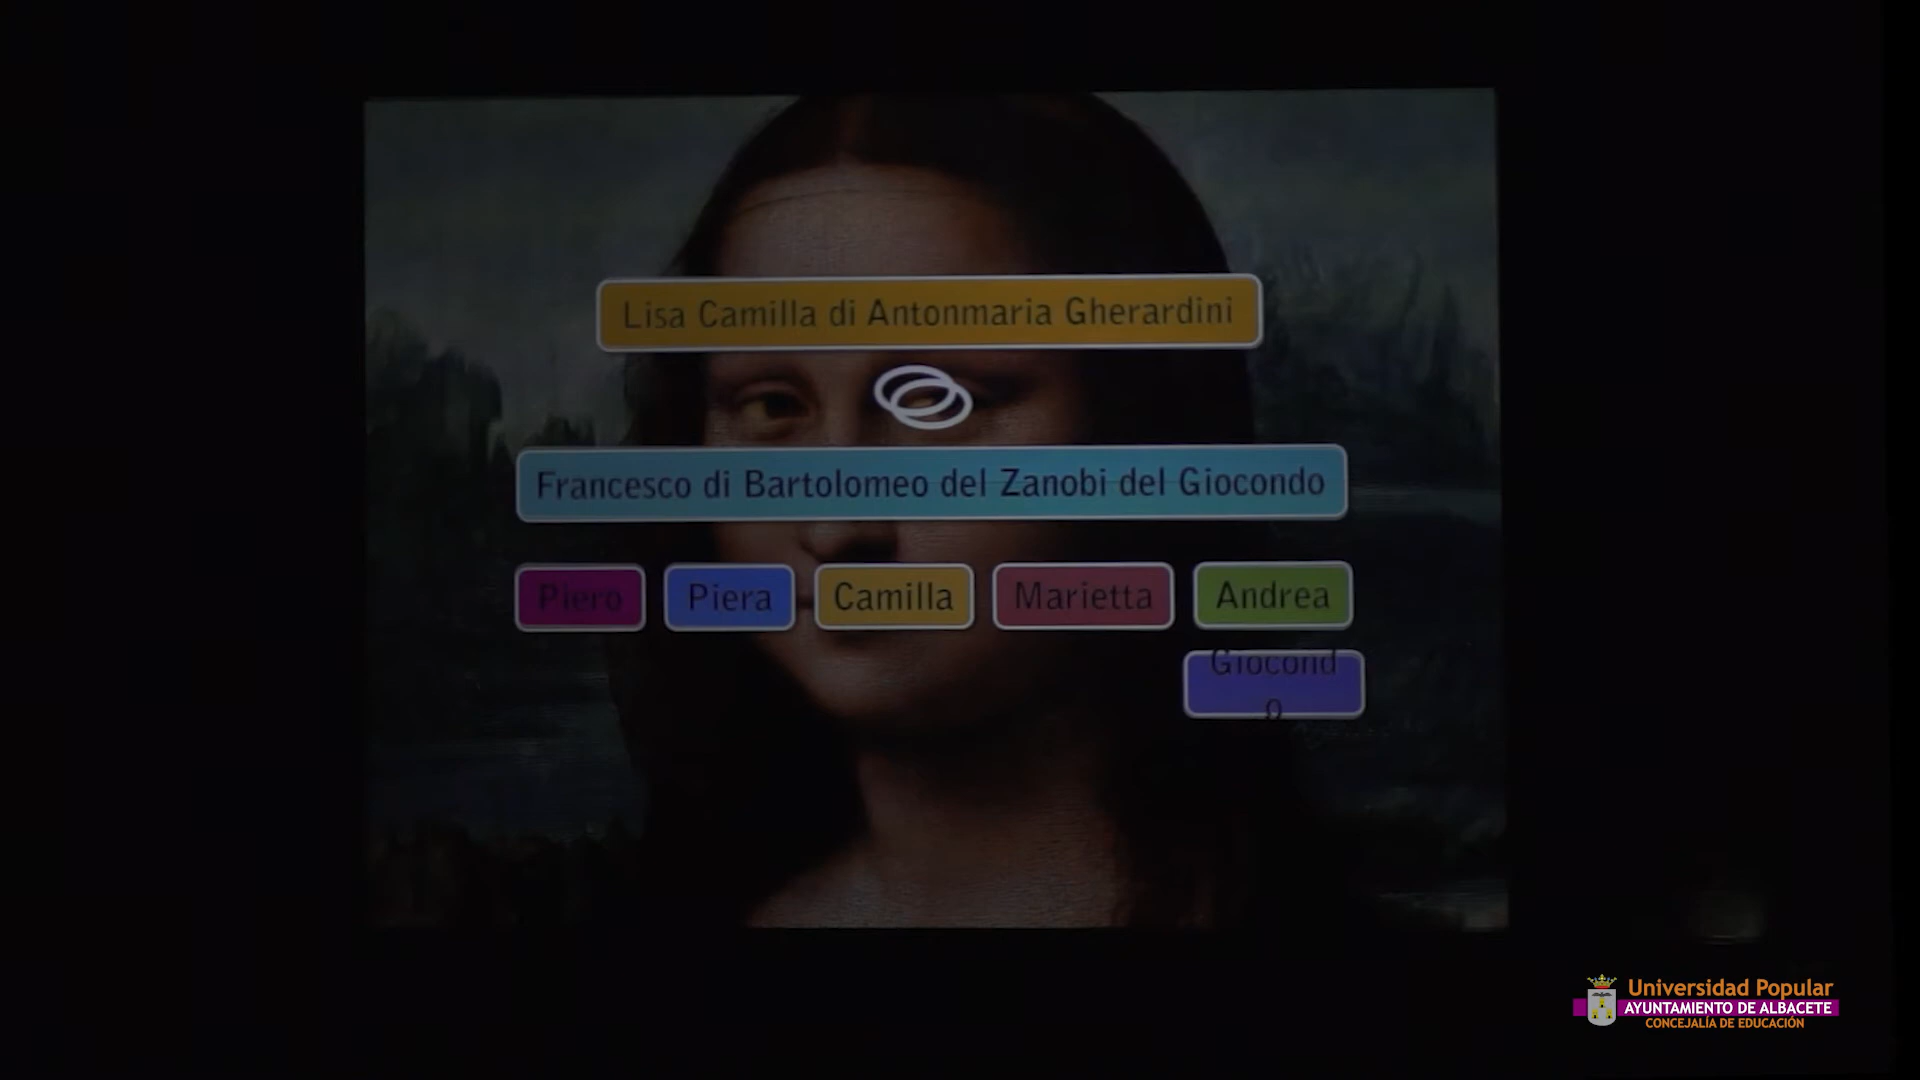 Lisa Camilla di Antonmaria Gherardini
Francesco di Bartolomeo del Zanobi del Giocondo
Piero
Piera
Camilla
Marietta
Andrea
Giocond
o
Universidad Popular
AYUNTAMIENTO DE ALBACETE
CONCEJALÍA DE EDUCACIÓN